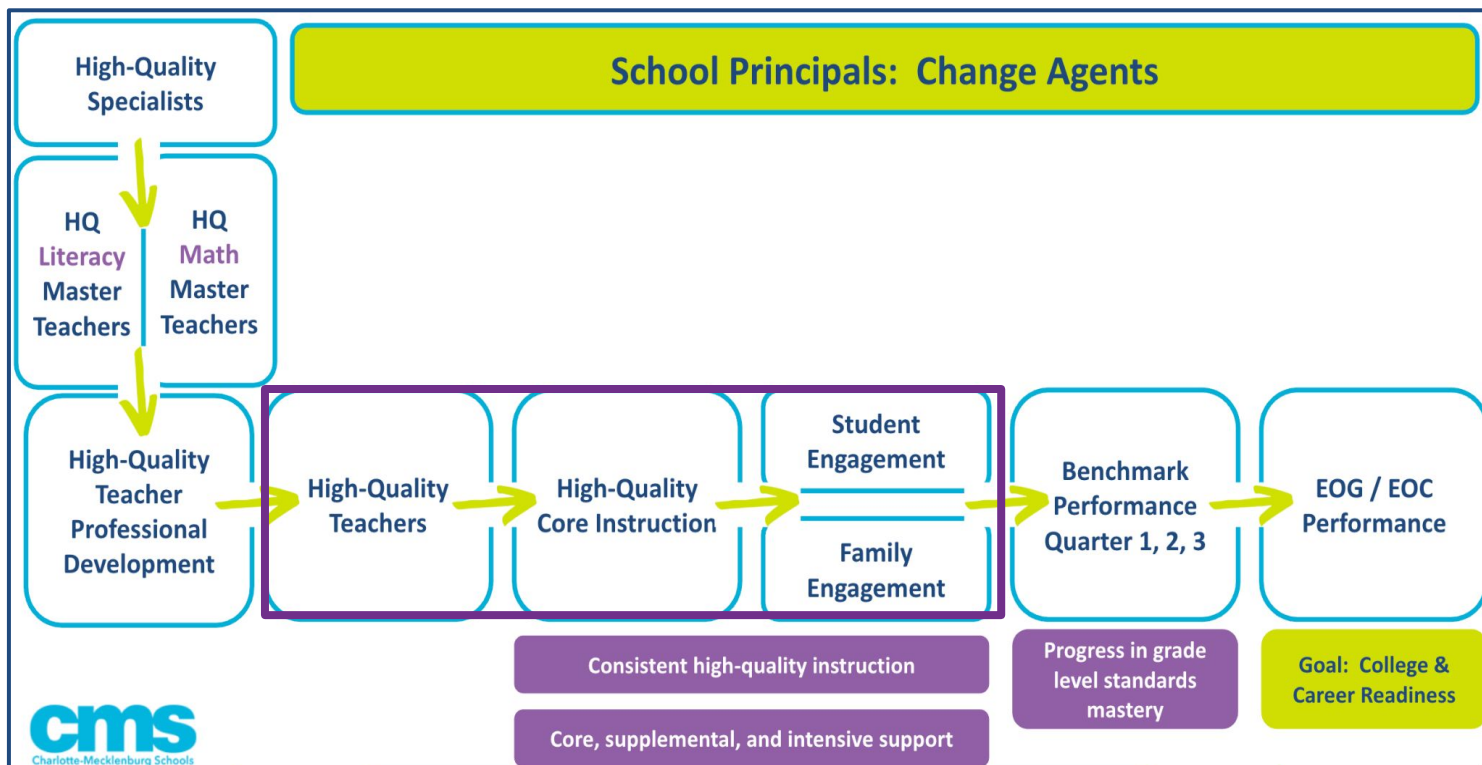 High-Quality
Specialists
School Principals: Change Agents
HQ
Literacy
Master
Teachers
HQ
Math
Master
Teachers
High-Quality
Teacher
Professional
Development
High-Quality
Teachers
High-Quality
Core Instruction
Student
Engagement
Family
Engagement
Benchmark
Performance
Quarter 1, 2, 3
EOG / EOC
Performance
Consistent high-quality instruction
Core, supplemental, and intensive support
Progress in grade
level standards
mastery
Goal: College &
Career Readiness
cms
Charlotte-Mecklenburg Schools